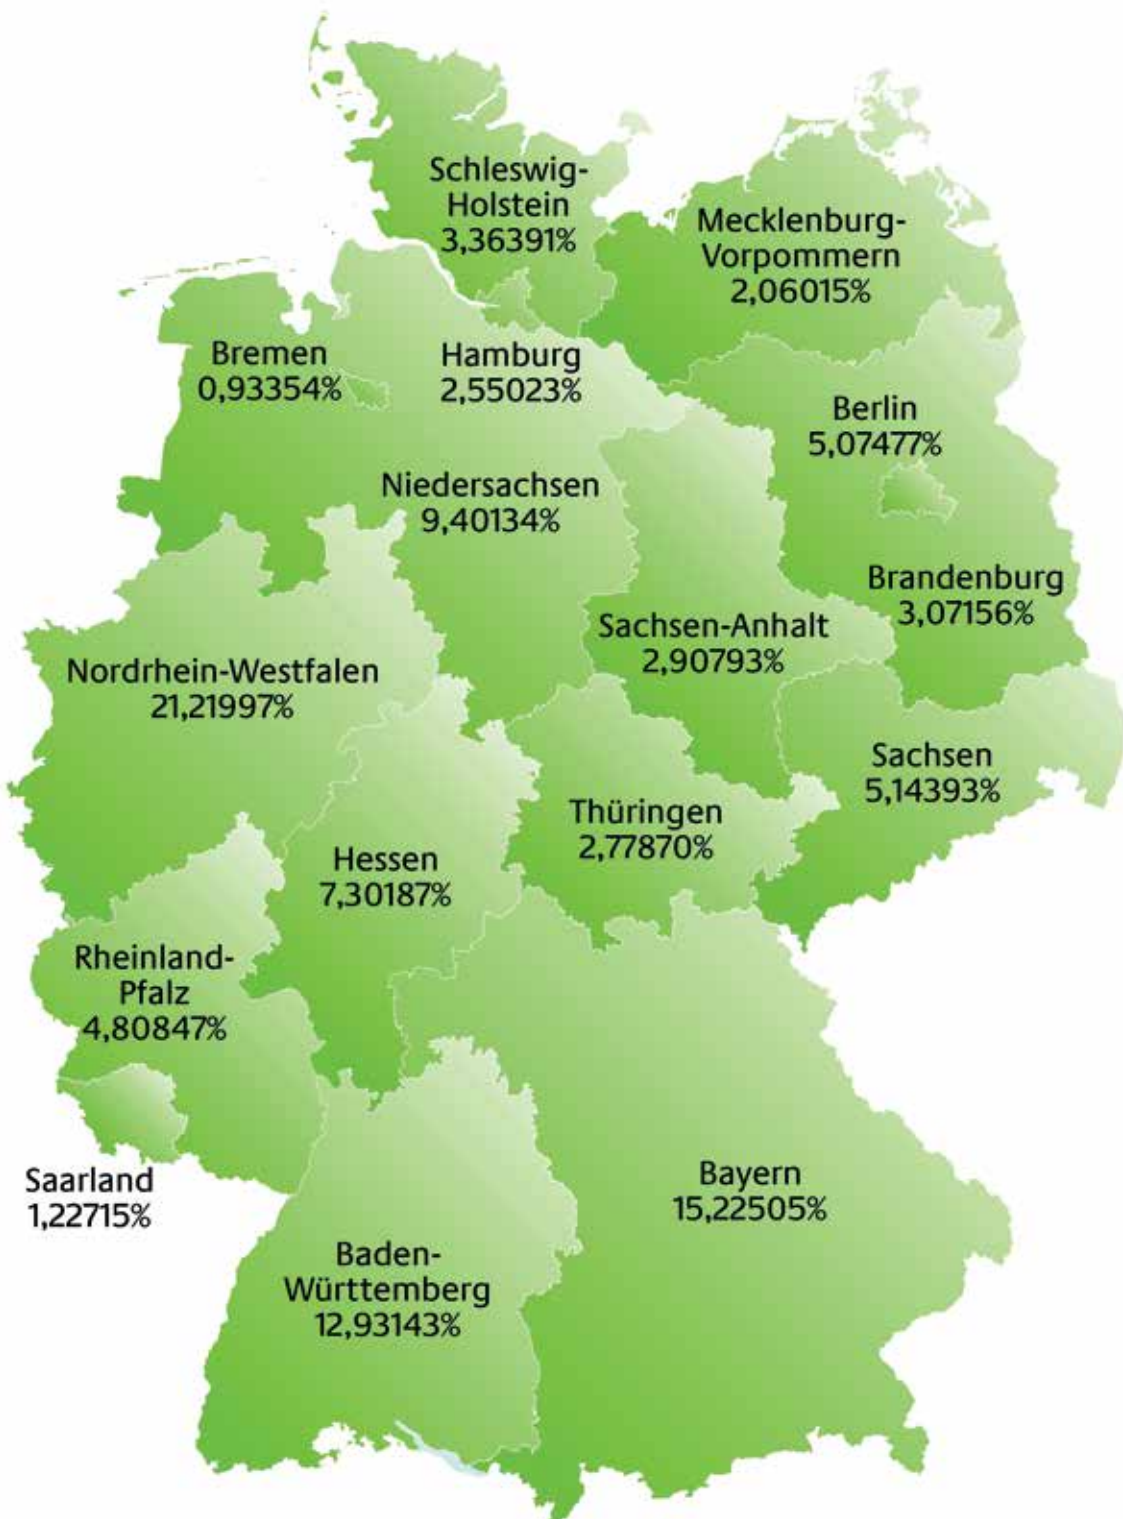 Schleswig-
Holstein
3,36391%
Mecklenburg-
Vorpommern
2,06015%
Bremen
0,93354%
Hamburg
2,55023%
Berlin
5,07477%
Niedersachsen
9,40134%
Brandenburg
3,07156%
Sachsen-Anhalt
2,90793%
Nordrhein-Westfalen
21,21997%
Sachsen
5,14393%
Thüringen
2,77870%
Hessen
7,30187%
Rheinland-
Pfalz
4,80847%
Saarland
1,22715%
Bayern
15,22505%
Baden-
Württemberg
12,93143%